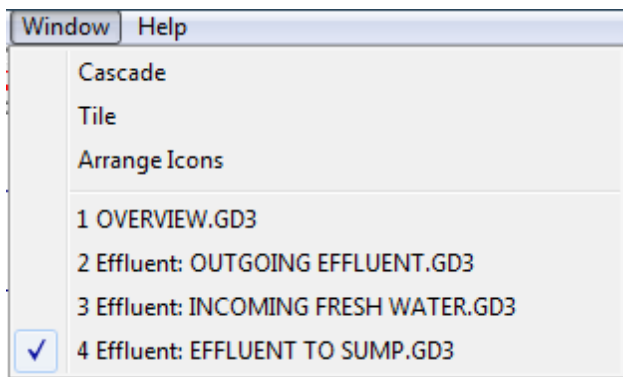 Window Help
Cascade
Tile
Arrange Icons
1 OVERVIEW.GD3
2 Effluent: OUTGOING EFFLUENT.GD3
3 Effluent: INCOMING FRESH WATER.GD3
4 Effluent: EFFLUENT TO SUMP.GD3